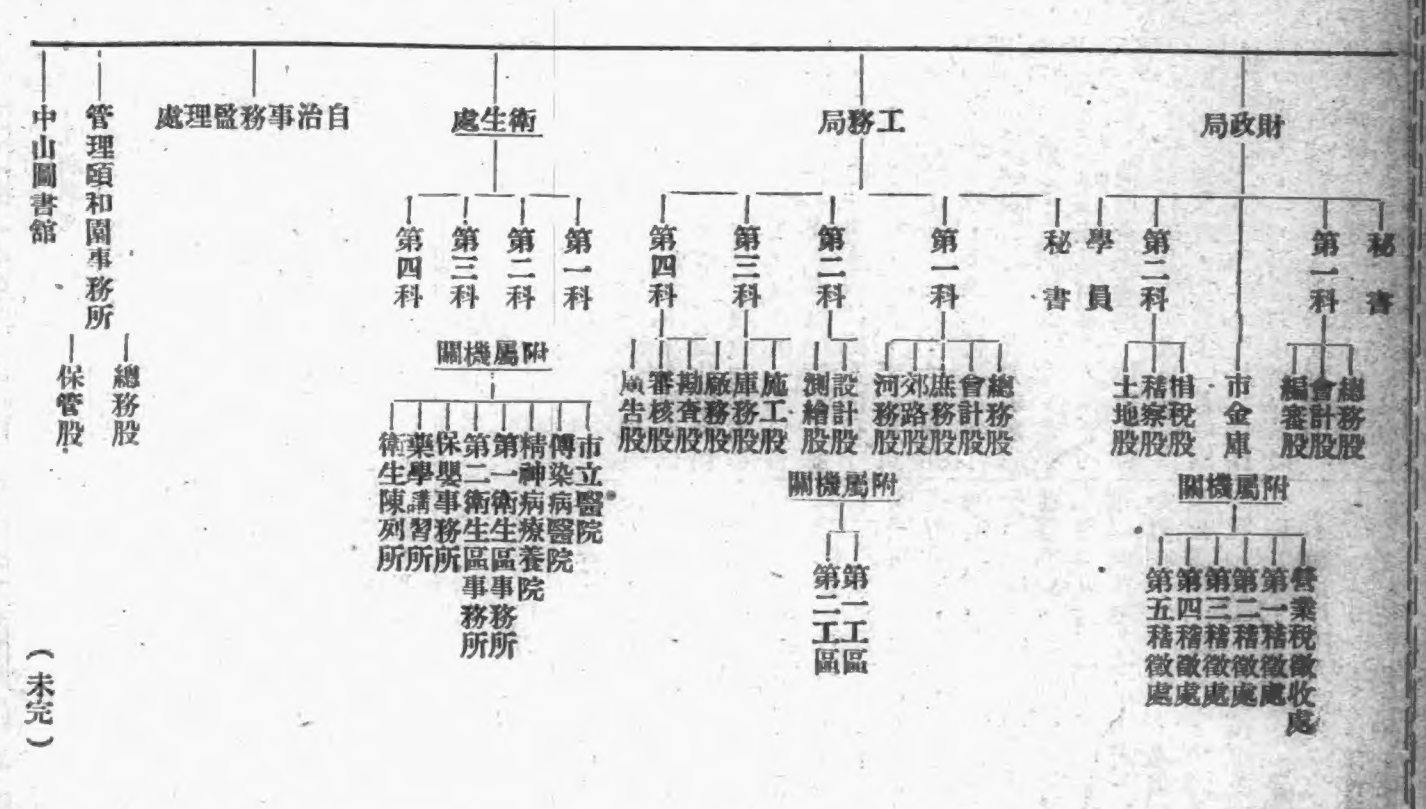 財政局
秘書
第一科
總務股
會計股
編審股
市金庫
第二科
捐稅股
稽察股
土地股
學員
附屬機關
營業稅徵收處
第一稽徵處
第二稽徵處
第三稽徵處
第四稽徵處
第五稽徵處
工務局
秘書
第一科
總務股
會計股
庶務股
郊路股
河務股
第二科
設計股
測繪股
第三科
施工股
庫務股
廠務股
第四科
勘查股
審核股
廣告股
附屬機關
第一工區
第二工區
衛生處
第一科
第二科
第三科
第四科
附屬機關
市立醫院
傳染病醫院
精神病療養院
第一衛生區事務所
第二衛生區事務所
保嬰事務所
藥學講習所
衛生陳列所
自治事務監理處
管理頤和園事務所
總務股
保管股
中山圖書館
(未完)